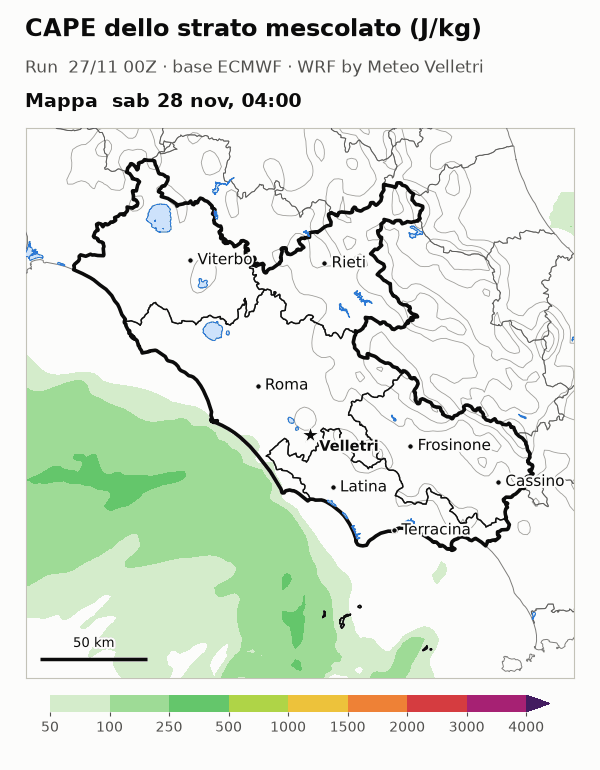 CAPE dello strato mescolato (J/kg)
Run  27/11 00Z · base ECMWF · WRF by Meteo Velletri
Mappa  sab 28 nov, 04:00
Viterbo
Rieti
Roma
Velletri
Frosinone
Cassino
Latina
Terracina
50 km
50 100 250 500 1000 1500 2000 3000 4000